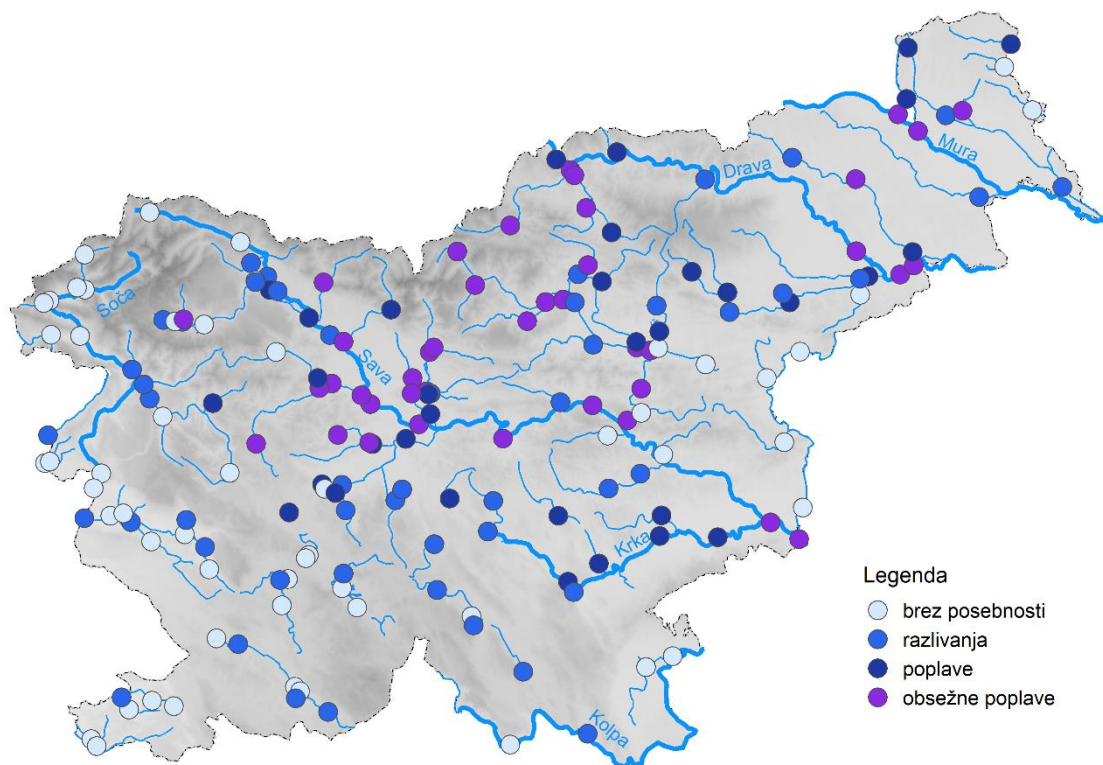 Mura
Drava
Soča
Sava
Krka
Kolpa
Legenda
brez posebnosti
razlivanja
poplave
obsežne poplave